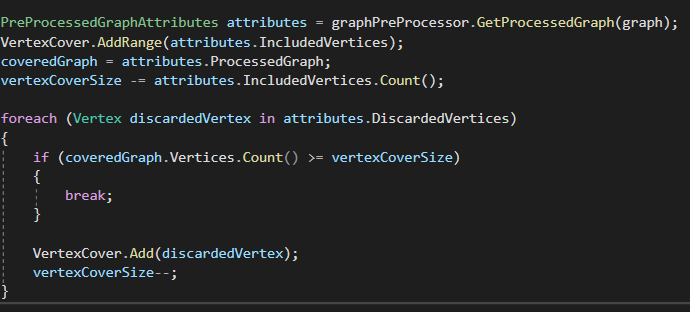 PreProcessedGraphAttributes attributes = graphPreProcessor.GetProcessedGraph(graph);
VertexCover.AddRange(attributes.IncludedVertices);
coveredGraph = attributes.ProcessedGraph;
vertexCoverSize -= attributes.IncludedVertices.Count();

foreach (Vertex discardedVertex in attributes.DiscardedVertices)
{
    if (coveredGraph.Vertices.Count() >= vertexCoverSize)
    {
        break;
    }

    VertexCover.Add(discardedVertex);
    vertexCoverSize--;
}